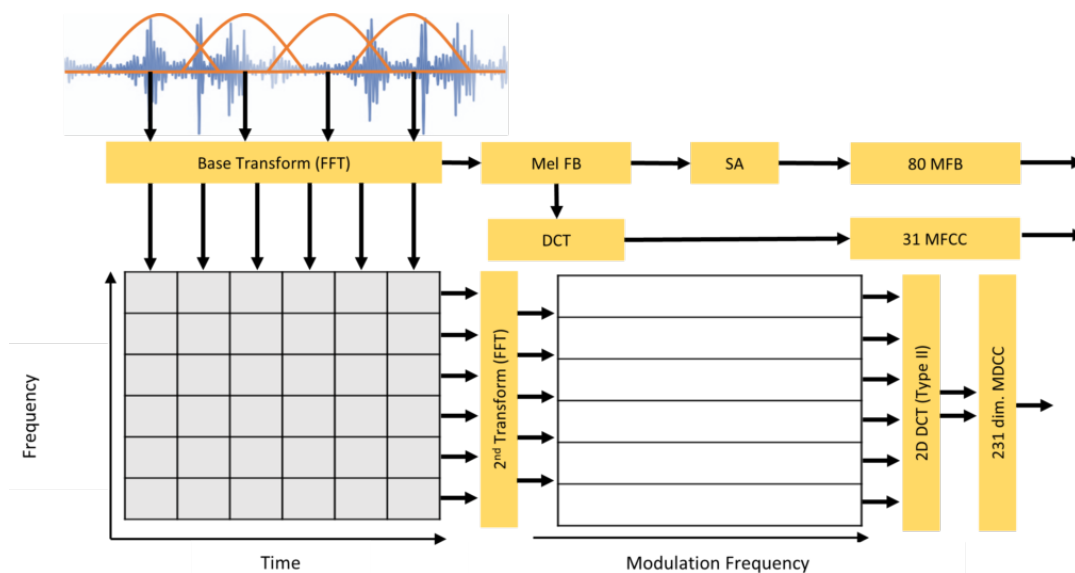 Base Transform (FFT)
Mel FB
SA
80 MFB
DCT
31 MFCC
Frequency
2nd Transform (FFT)
2D DCT (Type II)
231 dim. MDCC
Time
Modulation Frequency